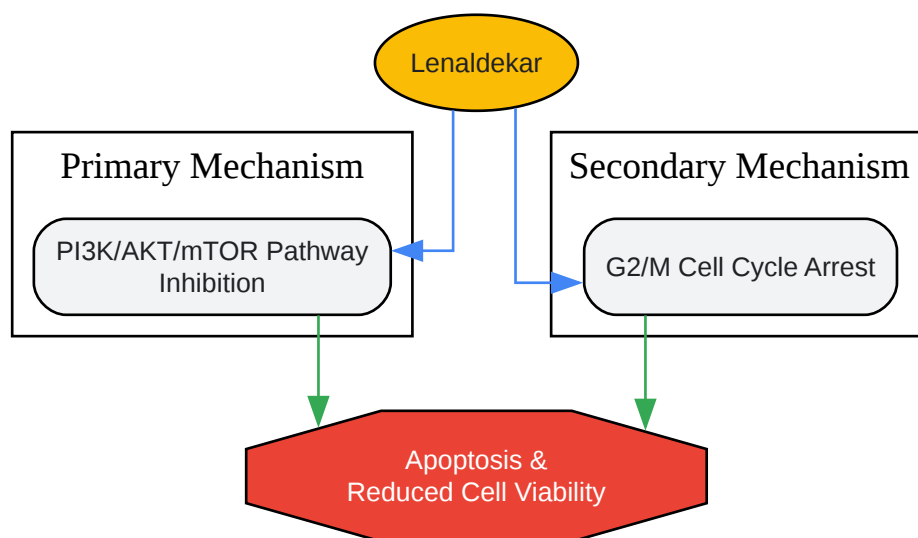 Lenaldekar
Primary Mechanism
PI3K/AKT/mTOR Pathway
Inhibition
Secondary Mechanism
G2/M Cell Cycle Arrest
Apoptosis &
Reduced Cell Viability